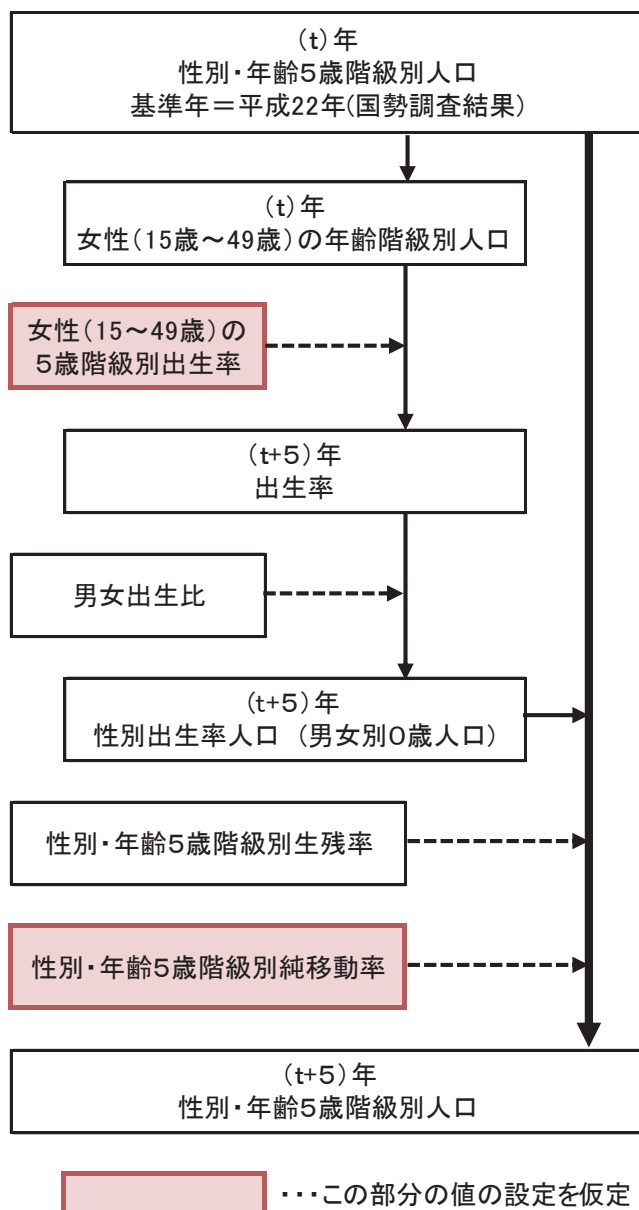 (t)年
性別・年齢5歳階級別人口
基準年＝平成22年(国勢調査結果)
(t)年
女性(15歳～49歳)の年齢階級別人口
女性(15～49歳)の
5歳階級別出生率
(t+5)年
出生率
男女出生比
(t+5)年
性別出生率人口 (男女別0歳人口)
性別・年齢5歳階級別生残率
性別・年齢5歳階級別純移動率
(t+5)年
性別・年齢5歳階級別人口
・・・この部分の値の設定を仮定